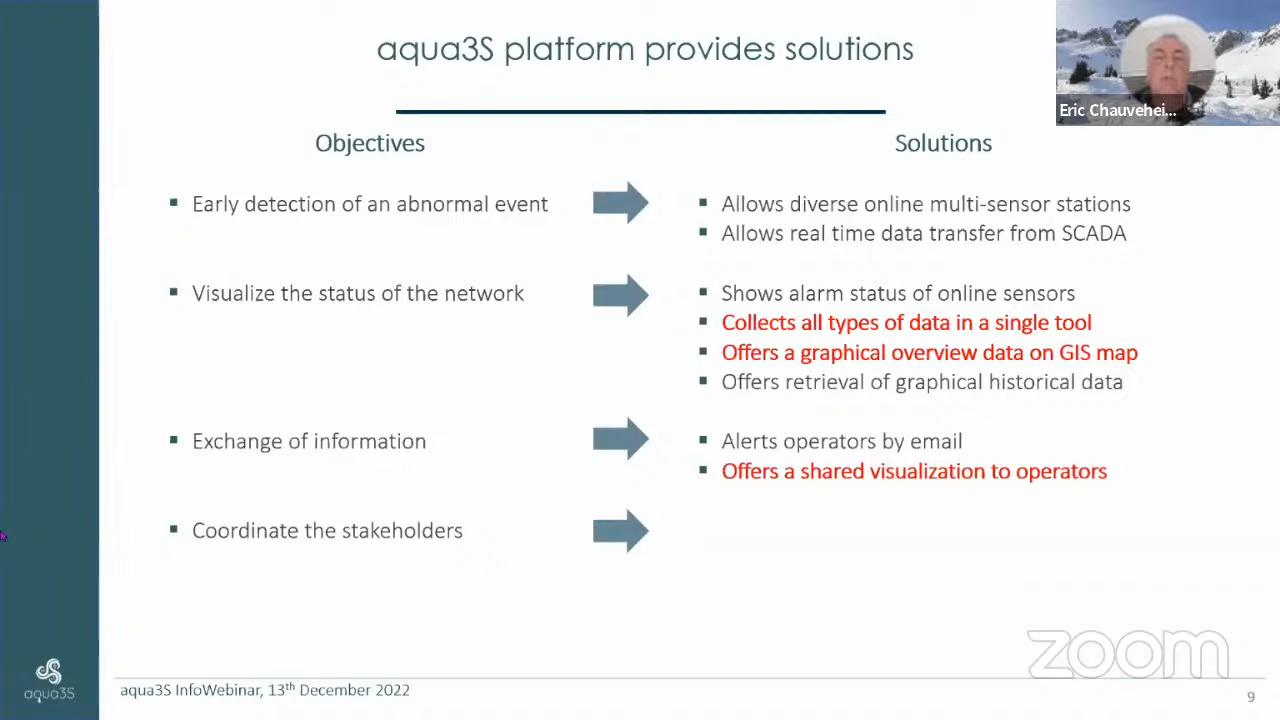 aqua3S platform provides solutions
Eric Chauvehei...
Objectives
Solutions
Early detection of an abnormal event
Allows diverse online multi-sensor stations
Allows real time data transfer from SCADA
Visualize the status of the network
Shows alarm status of online sensors
Collects all types of data in a single tool
Offers a graphical overview data on GIS map
Offers retrieval of graphical historical data
Exchange of information
Alerts operators by email
Offers a shared visualization to operators
Coordinate the stakeholders
zoom
aqua3S
aqua3S InfoWebinar, 13th December 2022
9